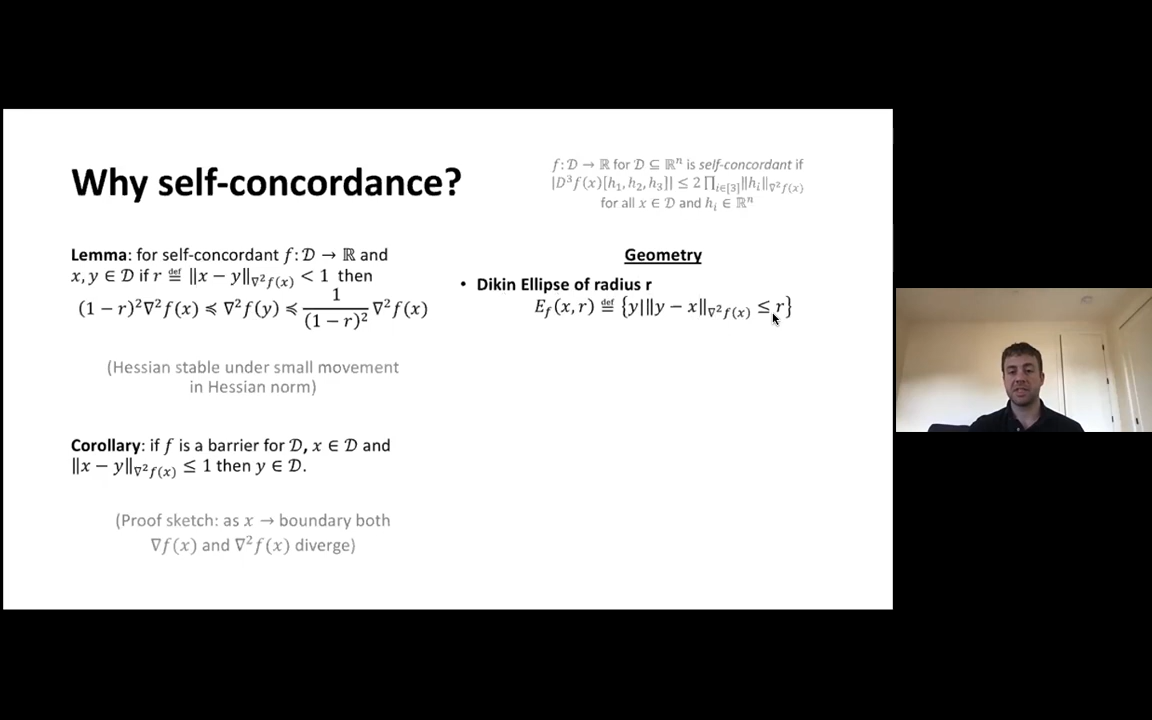 Why self-concordance?
f: 𝒟 → ℝ for 𝒟 ⊆ ℝⁿ is self-concordant if
|D³f(x)[h₁, h₂, h₃]| ≤ 2 ∏_{i∈[3]}‖hᵢ‖_{∇²f(x)}
for all x ∈ 𝒟 and hᵢ ∈ ℝⁿ
Lemma: for self-concordant f: 𝒟 → ℝ and
x, y ∈ 𝒟 if r ≝ ‖x − y‖_{∇²f(x)} < 1 then
(1 − r)²∇²f(x) ≼ ∇²f(y) ≼ 1/(1 − r)² ∇²f(x)
(Hessian stable under small movement
in Hessian norm)
Corollary: if f is a barrier for 𝒟, x ∈ 𝒟 and
‖x − y‖_{∇²f(x)} ≤ 1 then y ∈ 𝒟.
(Proof sketch: as x → boundary both
∇f(x) and ∇²f(x) diverge)
Geometry
• Dikin Ellipse of radius r
E_f(x, r) ≝ {y|‖y − x‖_{∇²f(x)} ≤ r}